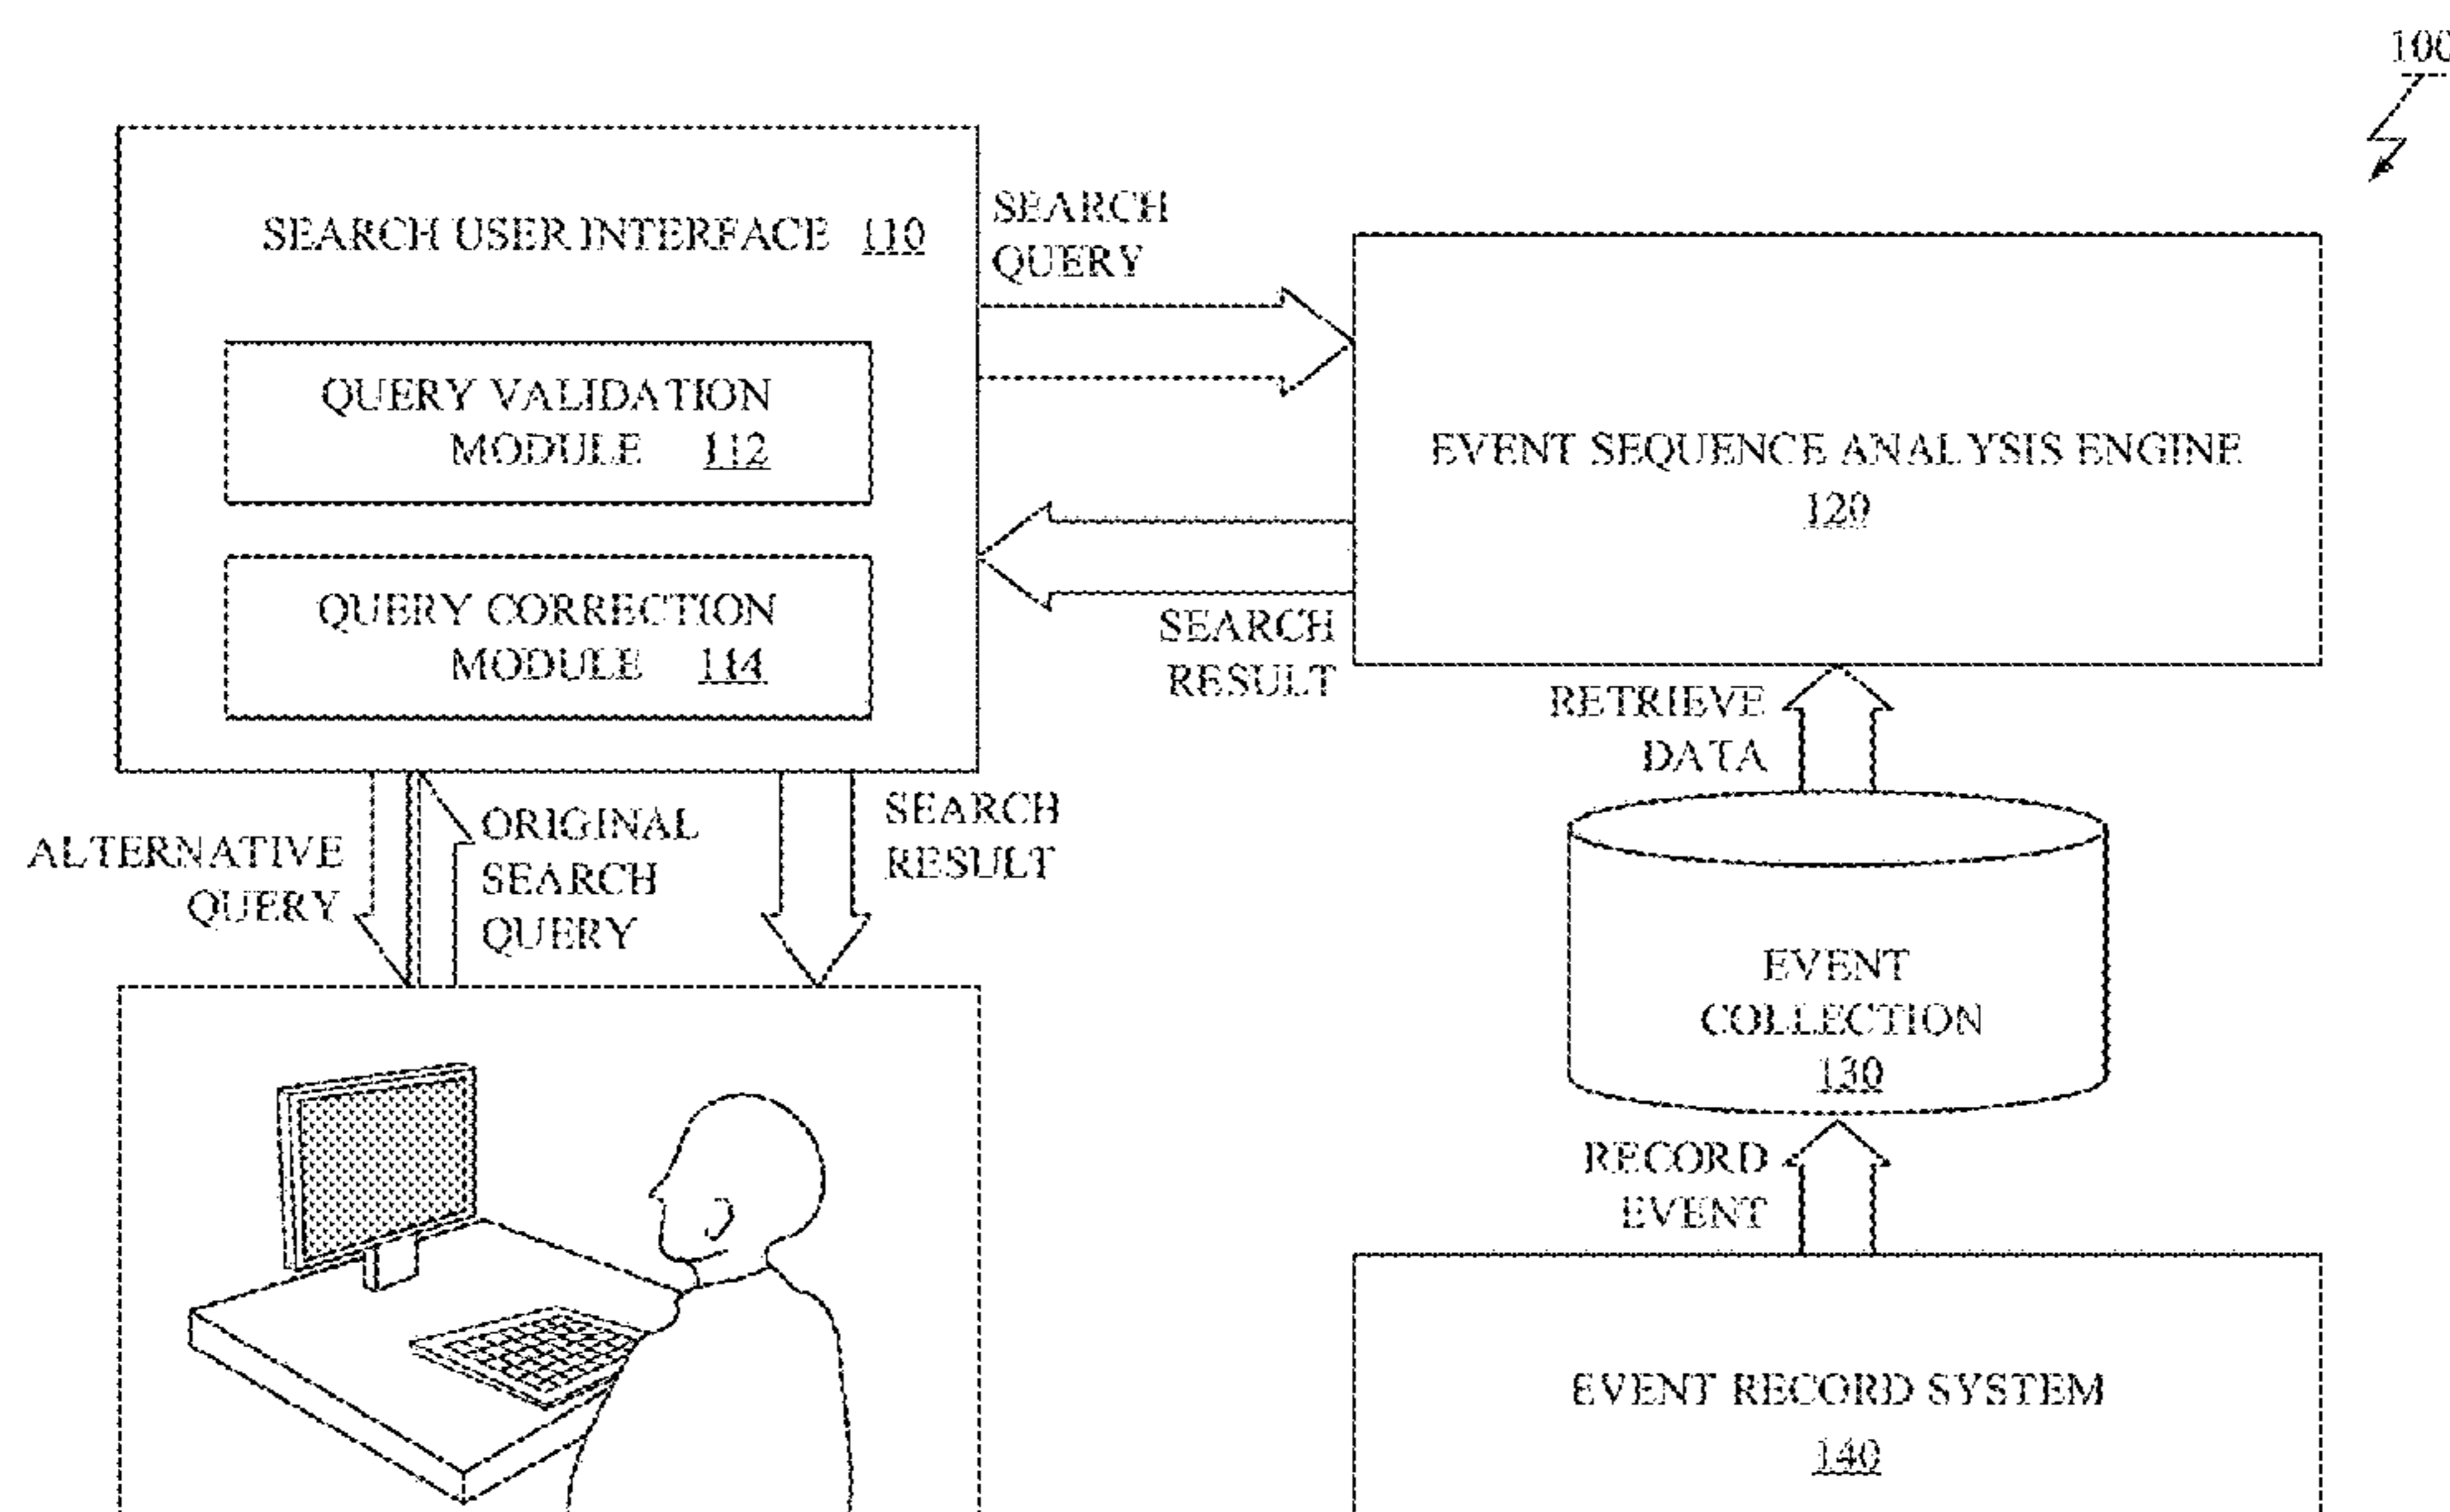 100
SEARCH USER INTERFACE 110
QUERY VALIDATION
MODULE 112
QUERY CORRECTION
MODULE 114
SEARCH
QUERY
EVENT SEQUENCE ANALYSIS ENGINE
120
SEARCH
RESULT
RETRIEVE
DATA
ALTERNATIVE
QUERY
ORIGINAL
SEARCH
QUERY
SEARCH
RESULT
EVENT
COLLECTION
130
RECORD
EVENT
EVENT RECORD SYSTEM
140